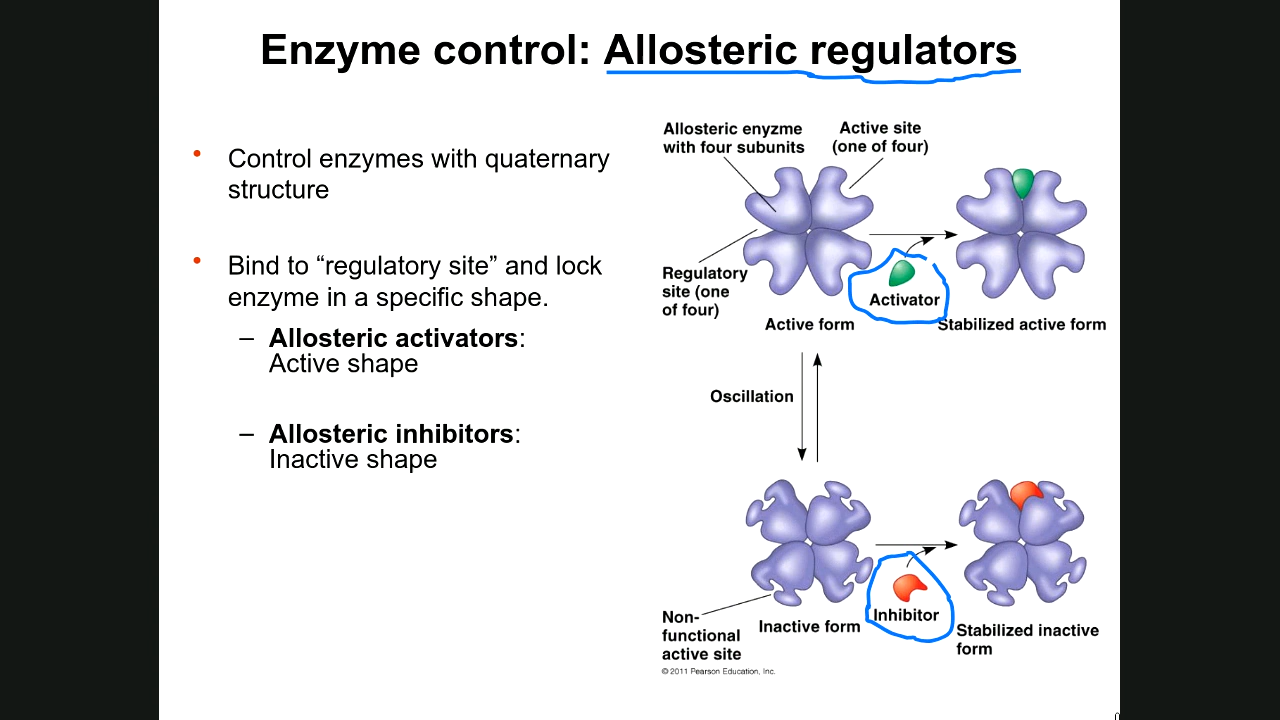 Enzyme control: Allosteric regulators
• Control enzymes with quaternary
structure
• Bind to “regulatory site” and lock
enzyme in a specific shape.
– Allosteric activators:
Active shape
– Allosteric inhibitors:
Inactive shape
Allosteric enyzme
with four subunits
Active site
(one of four)
Regulatory
site (one
of four)
Activator
Active form
Stabilized active form
Oscillation
Non-
functional
active site
Inactive form
Inhibitor
Stabilized inactive
form
© 2011 Pearson Education, Inc.